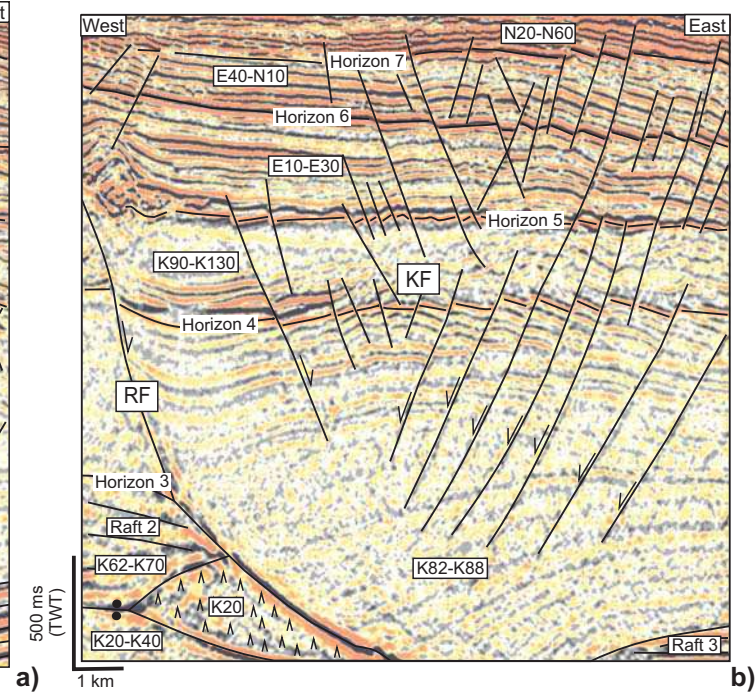 t
West
East
N20-N60
Horizon 7
E40-N10
Horizon 6
E10-E30
Horizon 5
K90-K130
KF
Horizon 4
RF
Horizon 3
Raft 2
K62-K70
K82-K88
K20
K20-K40
Raft 3
500 ms
(TWT)
1 km
a)
b)